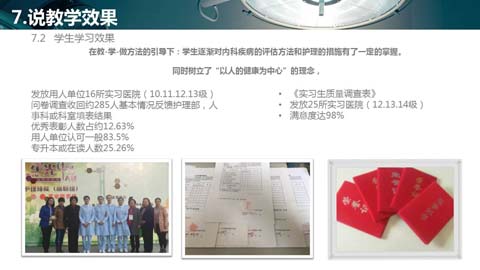 7.说教学效果
7.2 学生学习效果
在教·学·做方法的引导下：学生逐渐对内科疾病的评估方法和护理的措施有了一定的掌握。
同时树立了“以人的健康为中心”的理念，
发放用人单位16所实习医院（10.11.12.13级）
问卷调查收回约285人基本情况反馈护理部，人
事科或科室填表结果
优秀表彰人数占约12.63%
用人单位认可一般83.5%
专升本或在读人数25.26%
• 《实习生质量调查表》
• 发放25所实习医院（12.13.14级）
• 满意度达98%